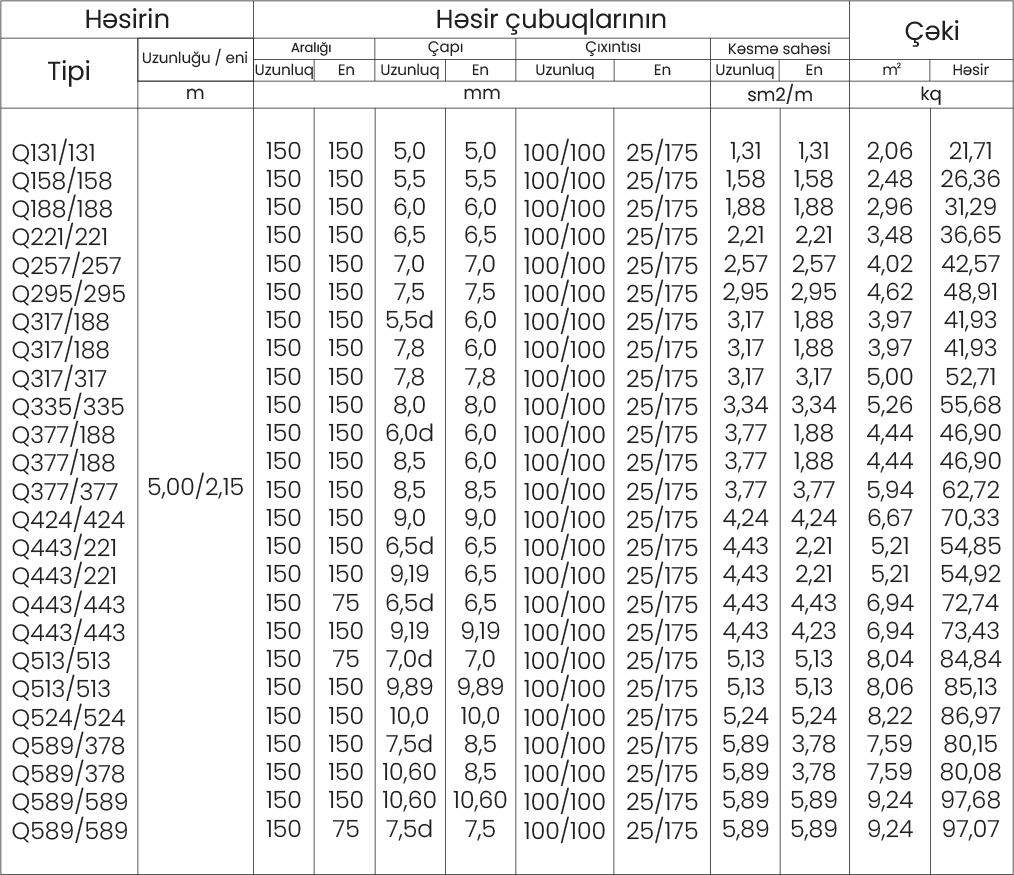 Həsirin Həsir çubuqlarının Çəki
Tipi Uzunluğu / eni Aralığı Çapı Çıxıntısı Kəsmə sahəsi
Uzunluq En Uzunluq En Uzunluq En Uzunluq En m² Həsir
m mm sm2/m kq
Q131/131 150 150 5,0 5,0 100/100 25/175 1,31 1,31 2,06 21,71
Q158/158 150 150 5,5 5,5 100/100 25/175 1,58 1,58 2,48 26,36
Q188/188 150 150 6,0 6,0 100/100 25/175 1,88 1,88 2,96 31,29
Q221/221 150 150 6,5 6,5 100/100 25/175 2,21 2,21 3,48 36,65
Q257/257 150 150 7,0 7,0 100/100 25/175 2,57 2,57 4,02 42,57
Q295/295 150 150 7,5 7,5 100/100 25/175 2,95 2,95 4,62 48,91
Q317/188 150 150 5,5d 6,0 100/100 25/175 3,17 1,88 3,97 41,93
Q317/188 150 150 7,8 6,0 100/100 25/175 3,17 1,88 3,97 41,93
Q317/317 150 150 7,8 7,8 100/100 25/175 3,17 3,17 5,00 52,71
Q335/335 150 150 8,0 8,0 100/100 25/175 3,34 3,34 5,26 55,68
Q377/188 150 150 6,0d 6,0 100/100 25/175 3,77 1,88 4,44 46,90
Q377/188 150 150 8,5 6,0 100/100 25/175 3,77 1,88 4,44 46,90
Q377/377 5,00/2,15 150 150 8,5 8,5 100/100 25/175 3,77 3,77 5,94 62,72
Q424/424 150 150 9,0 9,0 100/100 25/175 4,24 4,24 6,67 70,33
Q443/221 150 150 6,5d 6,5 100/100 25/175 4,43 2,21 5,21 54,85
Q443/221 150 150 9,19 6,5 100/100 25/175 4,43 2,21 5,21 54,92
Q443/443 150 75 6,5d 6,5 100/100 25/175 4,43 4,43 6,94 72,74
Q443/443 150 150 9,19 9,19 100/100 25/175 4,43 4,23 6,94 73,43
Q513/513 150 75 7,0d 7,0 100/100 25/175 5,13 5,13 8,04 84,84
Q513/513 150 150 9,89 9,89 100/100 25/175 5,13 5,13 8,06 85,13
Q524/524 150 150 10,0 10,0 100/100 25/175 5,24 5,24 8,22 86,97
Q589/378 150 150 7,5d 8,5 100/100 25/175 5,89 3,78 7,59 80,15
Q589/378 150 150 10,60 8,5 100/100 25/175 5,89 3,78 7,59 80,08
Q589/589 150 150 10,60 10,60 100/100 25/175 5,89 5,89 9,24 97,68
Q589/589 150 75 7,5d 7,5 100/100 25/175 5,89 5,89 9,24 97,07